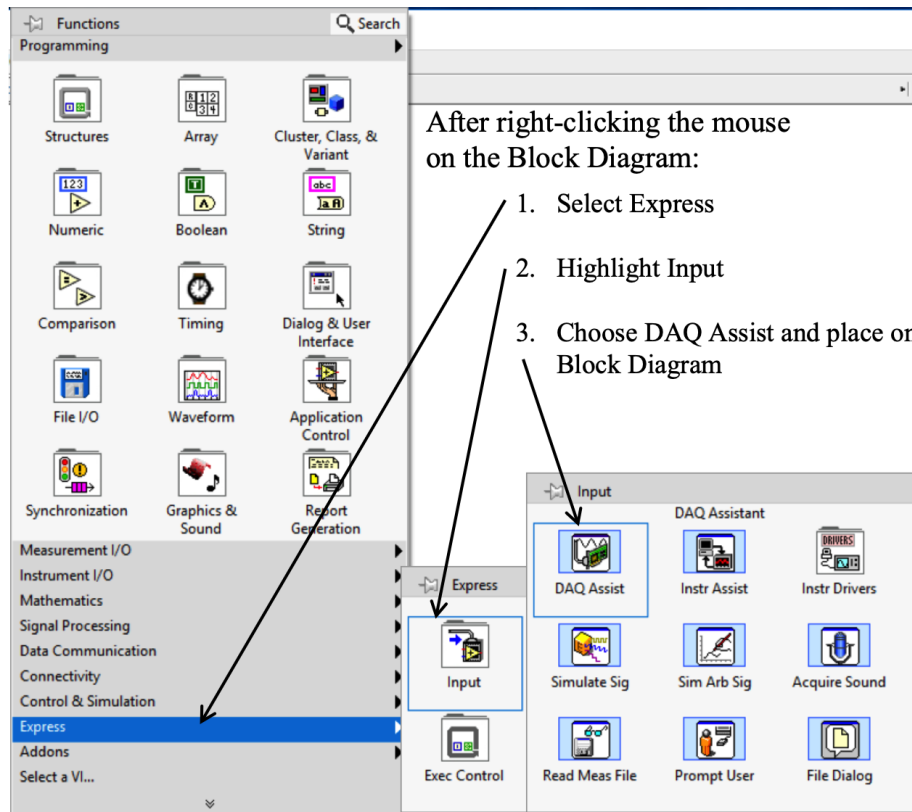 Functions
Search
Programming
Structures
Array
Cluster, Class, &
Variant
Numeric
Boolean
String
Comparison
Timing
Dialog & User
Interface
File I/O
Waveform
Application
Control
Synchronization
Graphics &
Sound
Report
Generation
Measurement I/O
Instrument I/O
Mathematics
Signal Processing
Data Communication
Connectivity
Control & Simulation
Express
Addons
Select a VI...
After right-clicking the mouse
on the Block Diagram:
1. Select Express
2. Highlight Input
3. Choose DAQ Assist and place on
Block Diagram
Express
Input
Exec Control
Input
DAQ Assistant
DAQ Assist
Instr Assist
DRIVERS
Instr Drivers
Simulate Sig
Sim Arb Sig
Acquire Sound
Read Meas File
Prompt User
File Dialog